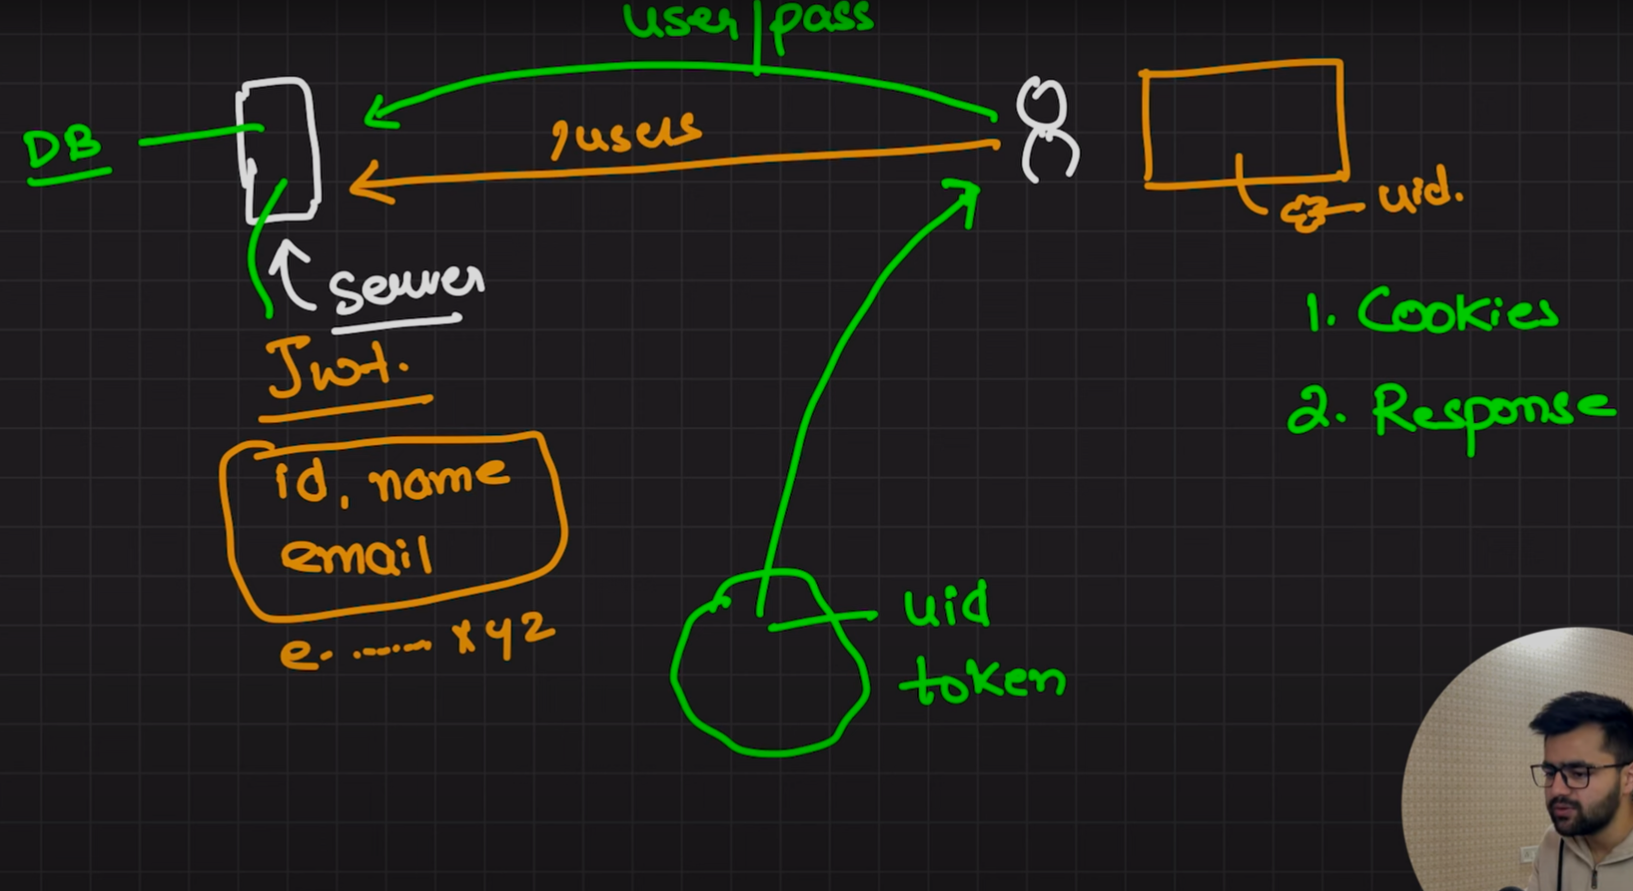 user/pass
DB
/users
uid.
server
1. Cookies
Jwt.
2. Response
id, name
email
e. ....... xyz
uid
token